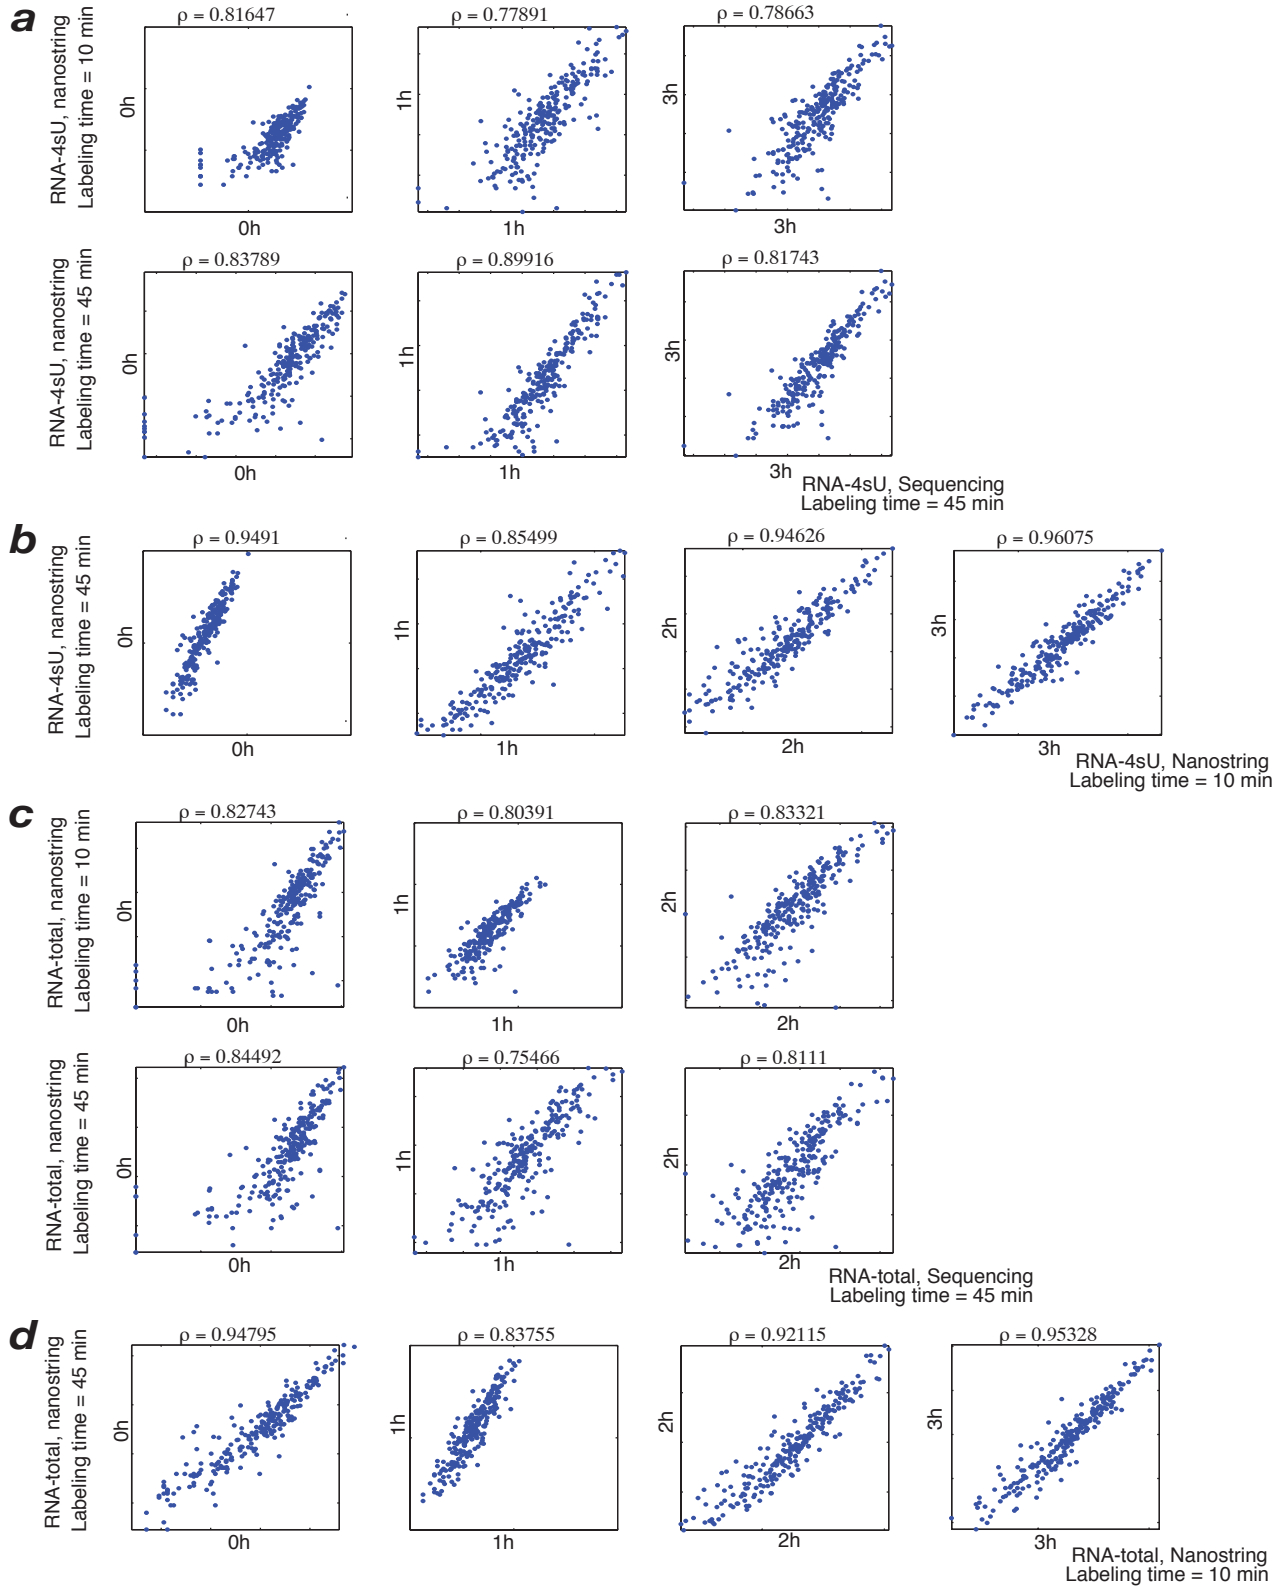 a
RNA-4sU, nanostring
Labeling time = 10 min
ρ = 0.81647
0h
0h
ρ = 0.77891
1h
1h
ρ = 0.78663
3h
3h
RNA-4sU, nanostring
Labeling time = 45 min
ρ = 0.83789
0h
0h
ρ = 0.89916
1h
1h
ρ = 0.81743
3h
3h
RNA-4sU, Sequencing
Labeling time = 45 min
b
RNA-4sU, nanostring
Labeling time = 45 min
ρ = 0.9491
0h
0h
ρ = 0.85499
1h
1h
ρ = 0.94626
2h
2h
ρ = 0.96075
3h
3h
RNA-4sU, Nanostring
Labeling time = 10 min
c
RNA-total, nanostring
Labeling time = 10 min
ρ = 0.82743
0h
0h
ρ = 0.80391
1h
1h
ρ = 0.83321
2h
2h
RNA-total, nanostring
Labeling time = 45 min
ρ = 0.84492
0h
0h
ρ = 0.75466
1h
1h
ρ = 0.8111
2h
2h
RNA-total, Sequencing
Labeling time = 45 min
d
RNA-total, nanostring
Labeling time = 45 min
ρ = 0.94795
0h
0h
ρ = 0.83755
1h
1h
ρ = 0.92115
2h
2h
ρ = 0.95328
3h
3h
RNA-total, Nanostring
Labeling time = 10 min